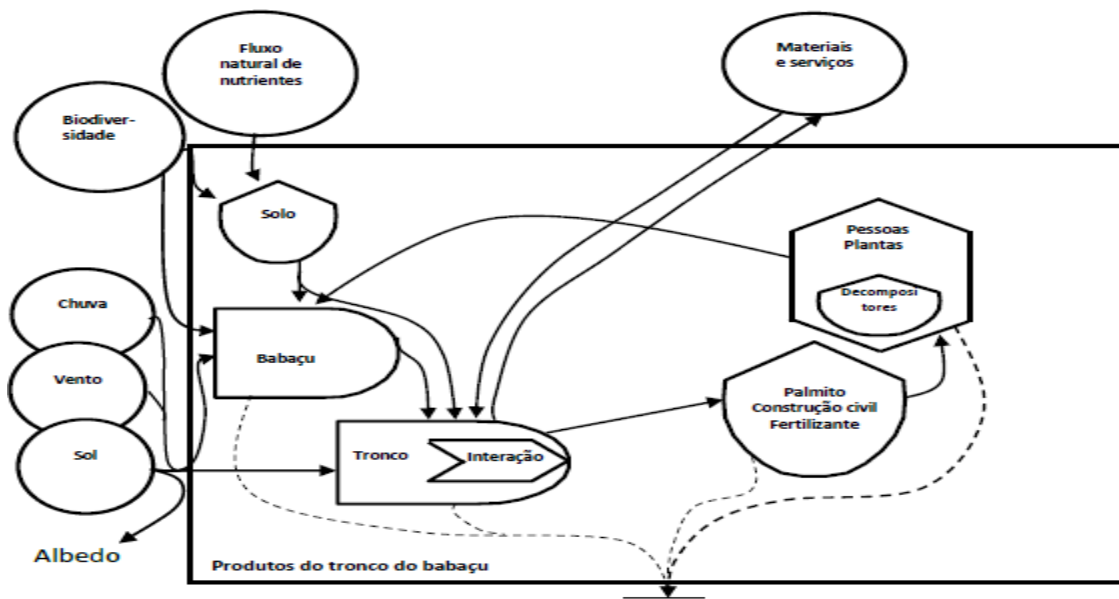 Fluxo
natural de
nutrientes
Materiais
e serviços
Biodiver-
sidade
Solo
Pessoas
Plantas
Decomposi
tores
Chuva
Babaçu
Vento
Palmito
Construção civil
Fertilizante
Sol
Tronco
Interação
Albedo
Produtos do tronco do babaçu